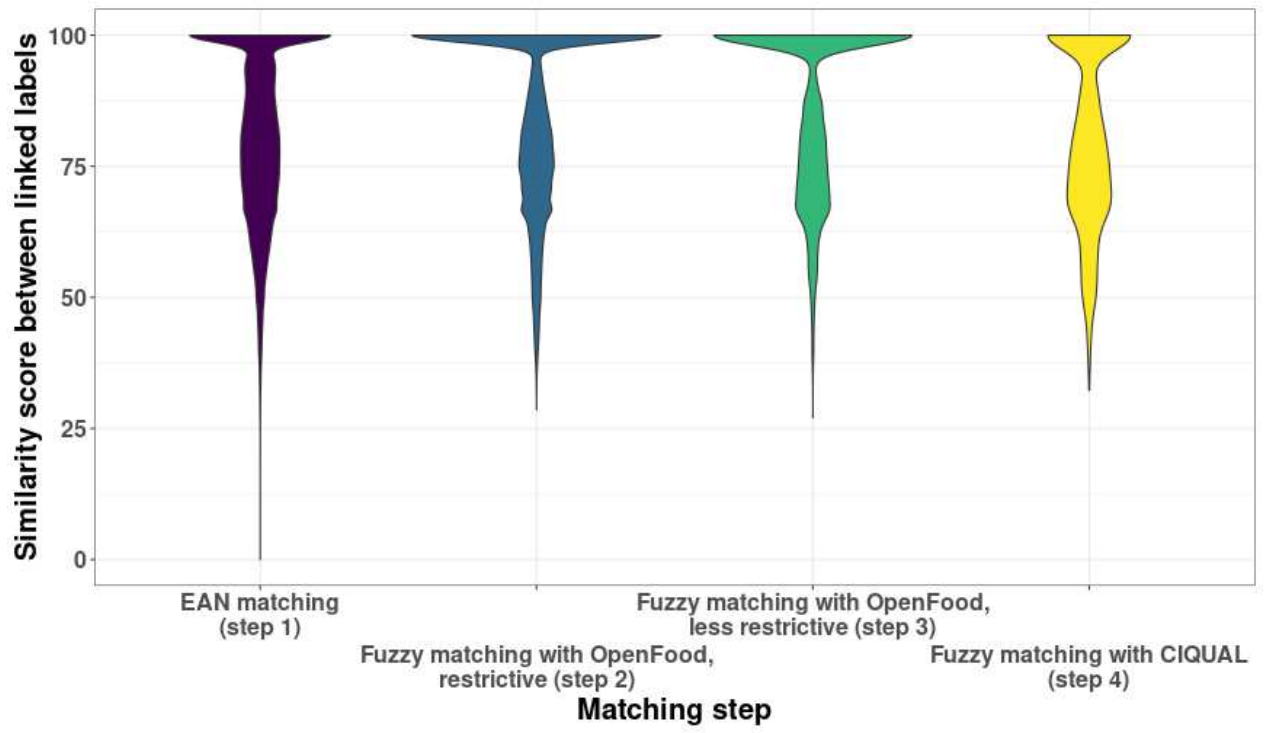 Similarity score between linked labels
100
75
50
25
0
EAN matching
(step 1)
Fuzzy matching with OpenFood,
restrictive (step 2)
Fuzzy matching with OpenFood,
less restrictive (step 3)
Fuzzy matching with CIQUAL
(step 4)
Matching step